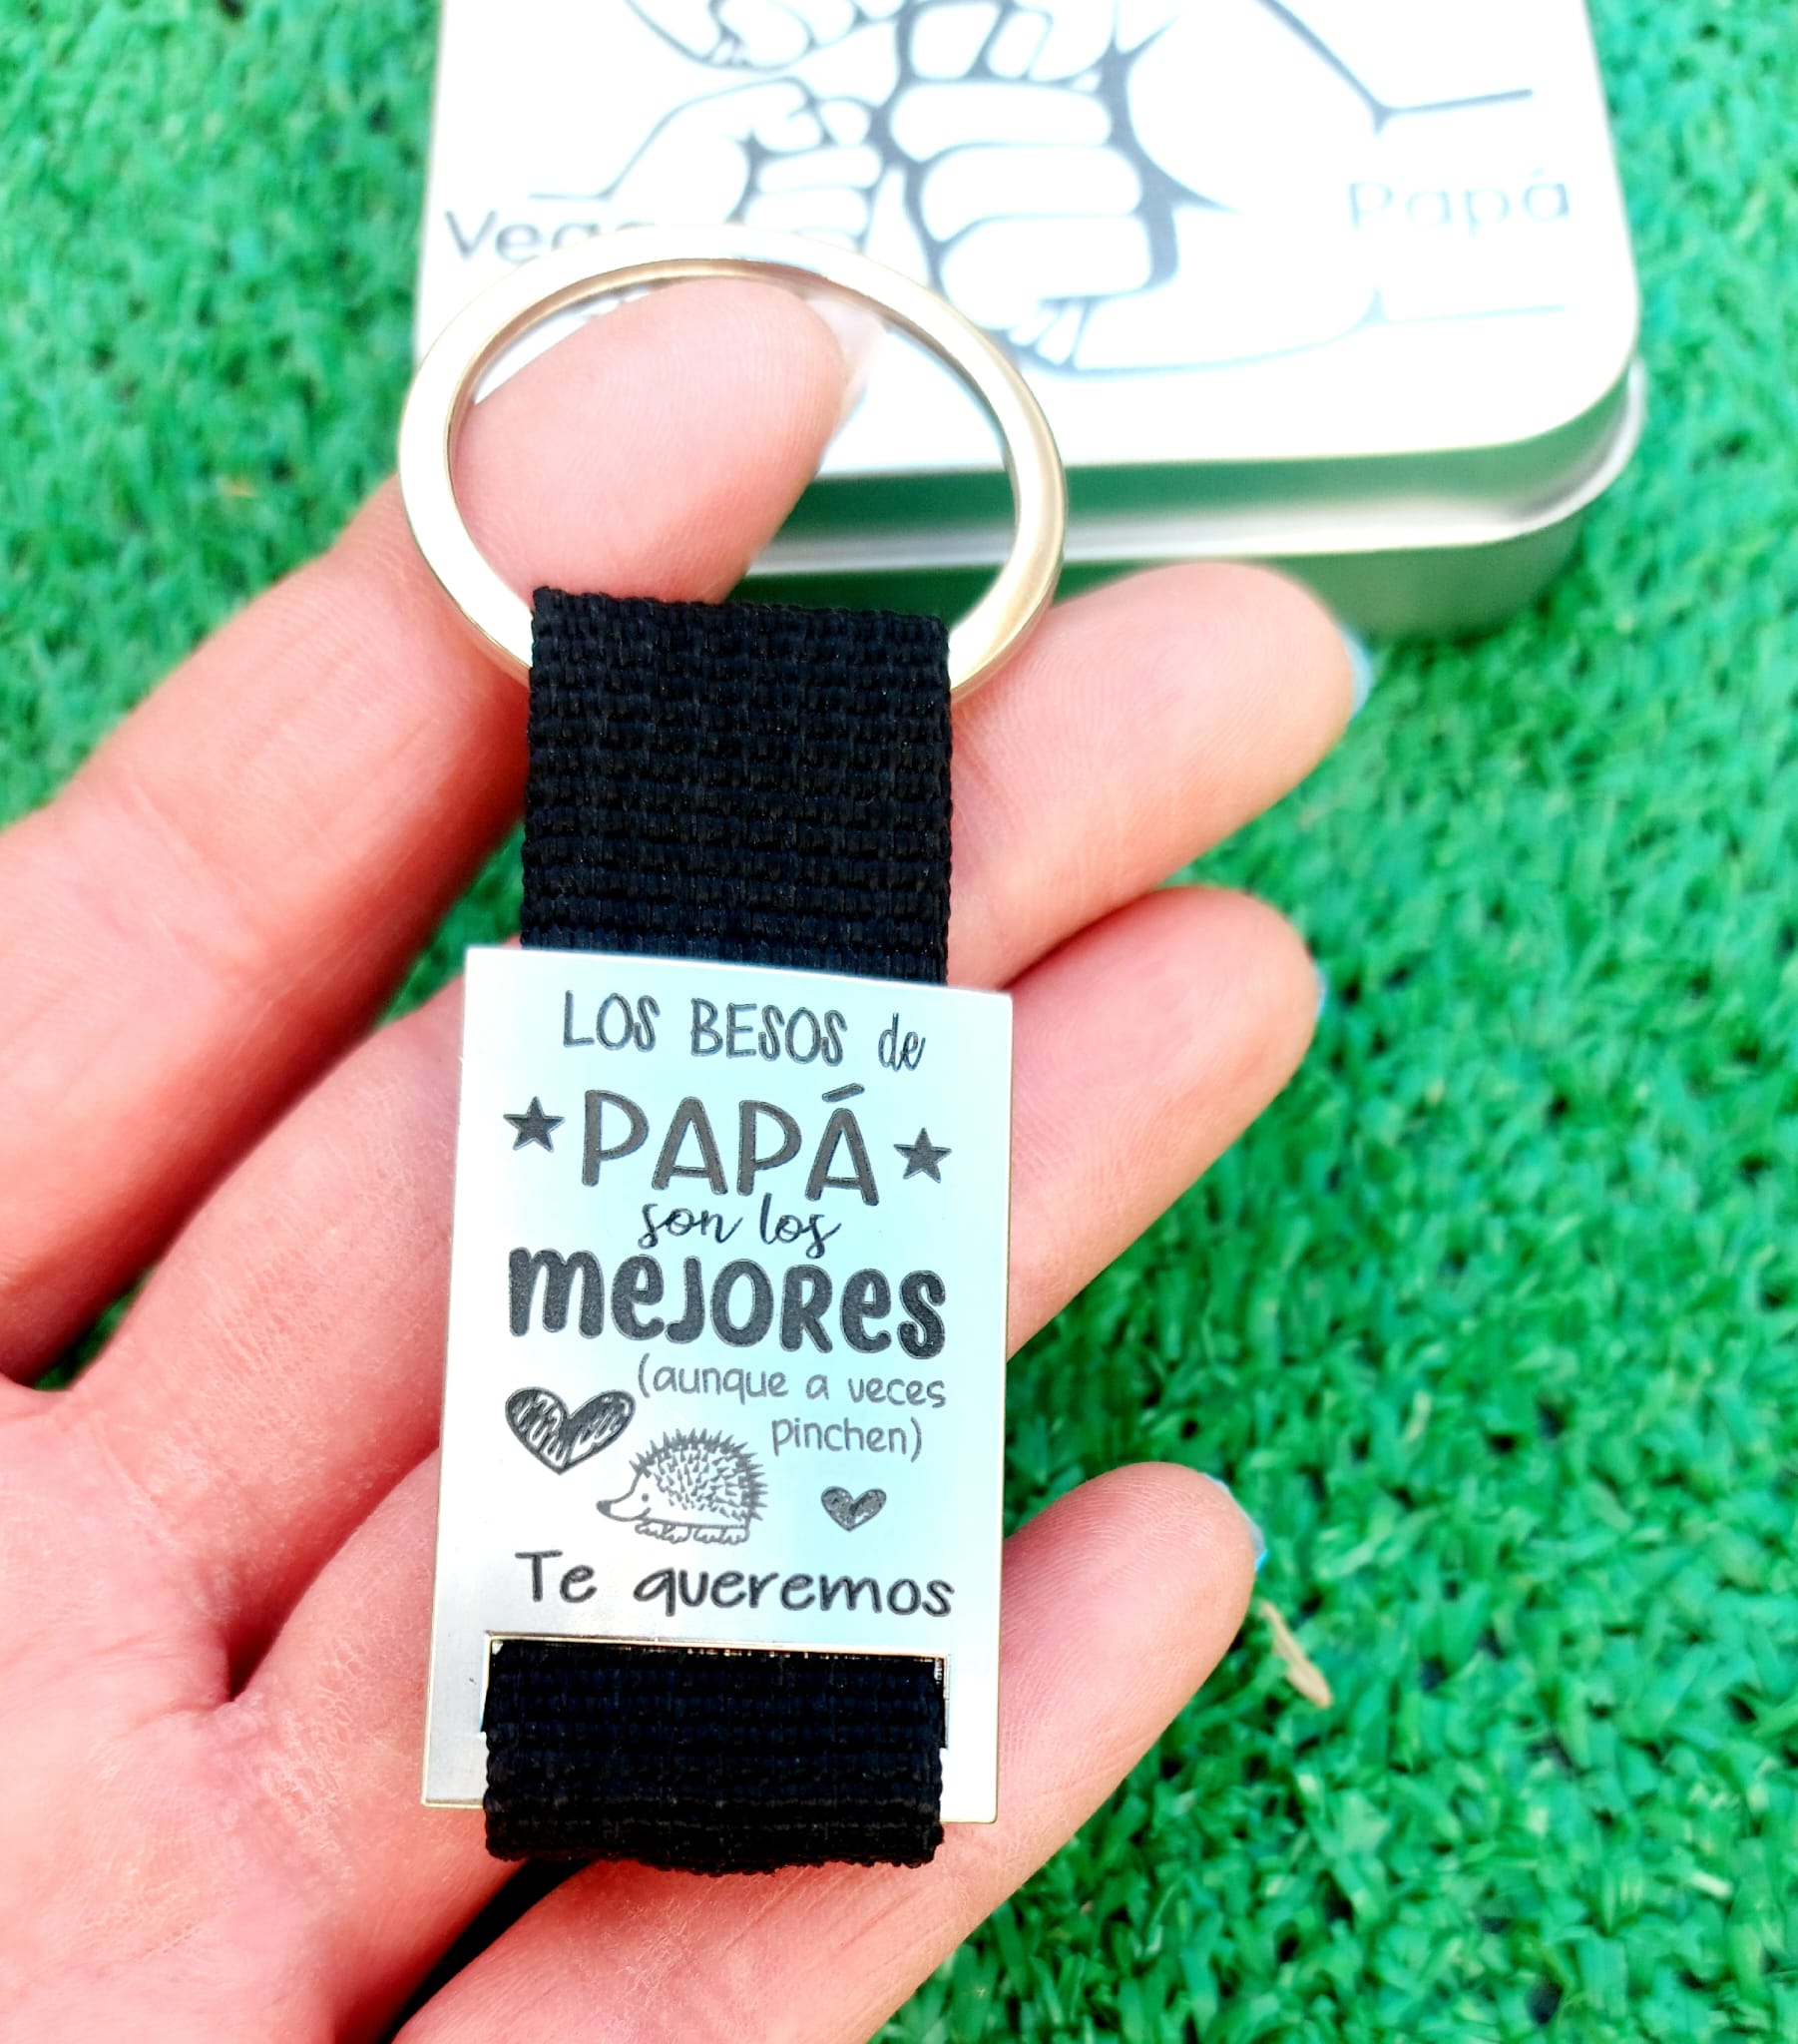 Papá
LOS BESOS de
PAPÁ
son los
mejores
(aunque a veces
pinchen)
Te queremos